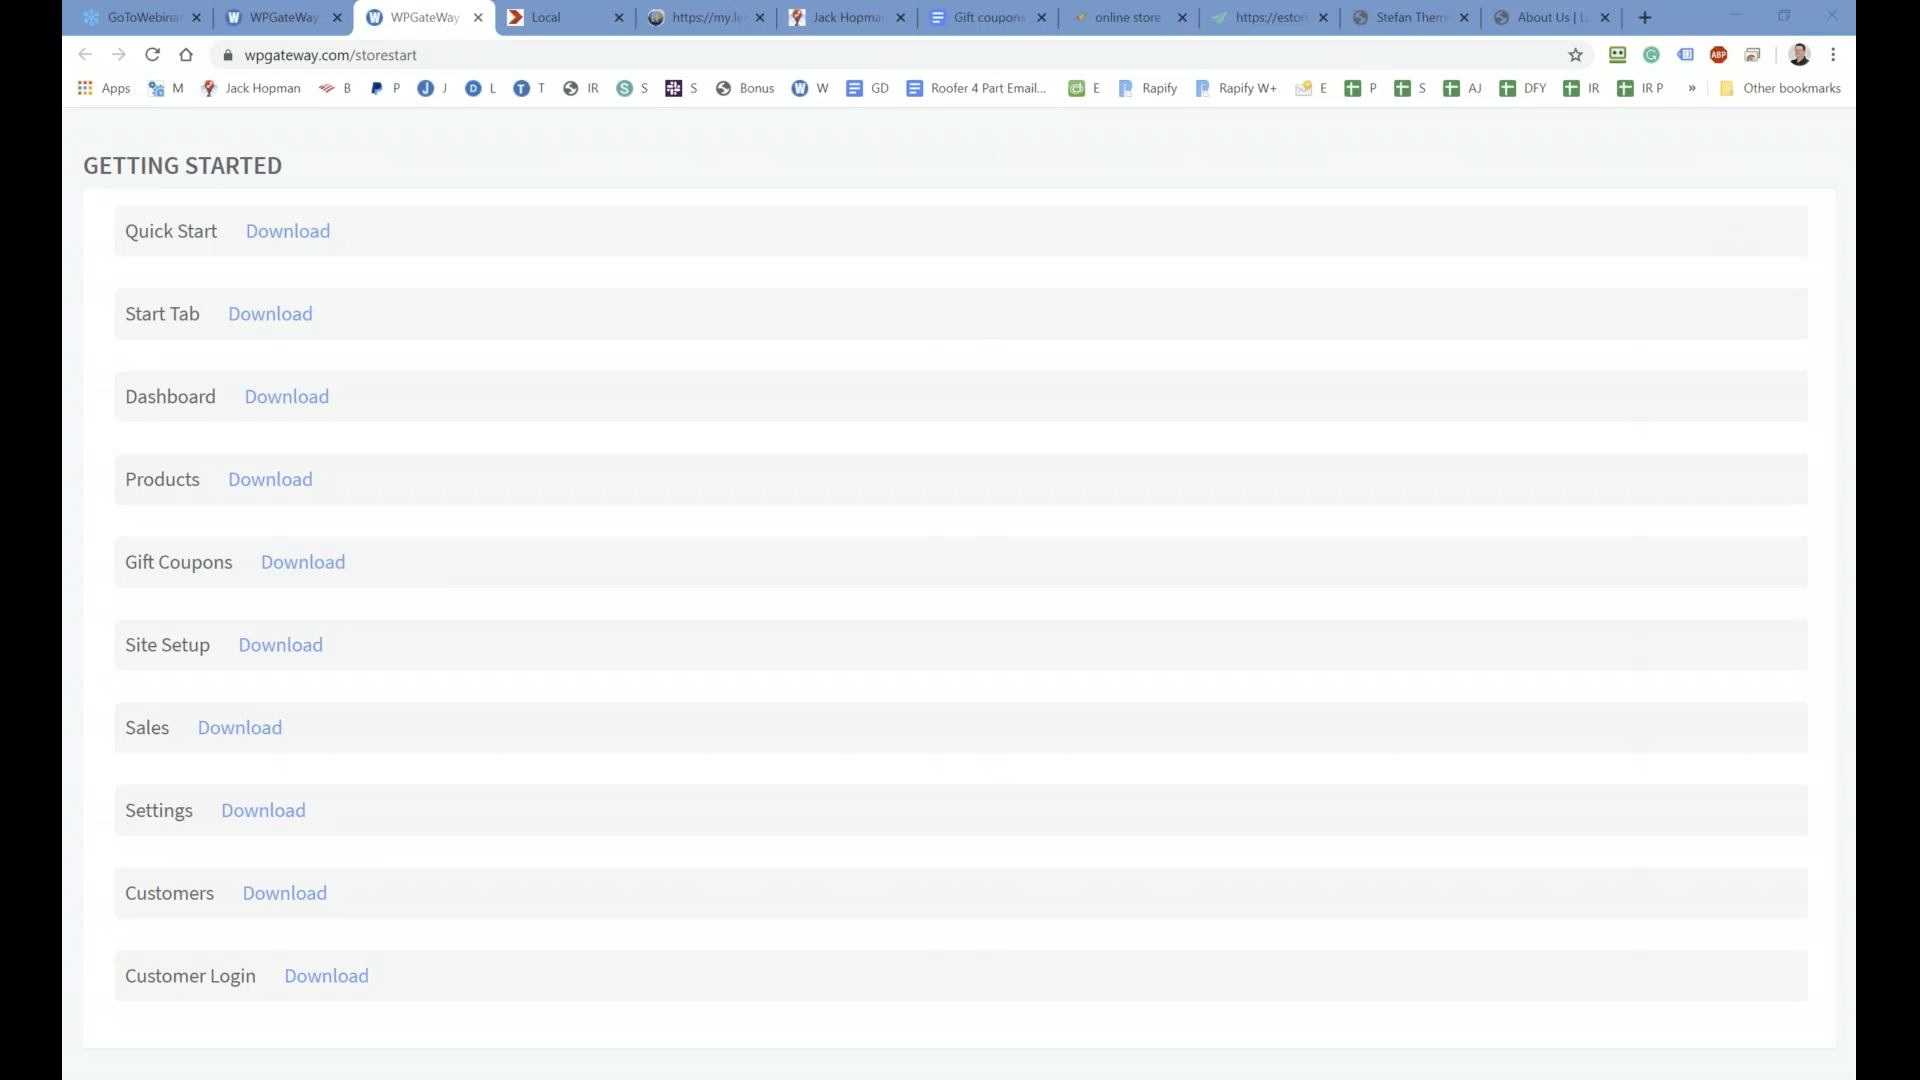 GoToWebina WPGateWay WPGateWay Local https://my.le Jack Hopma Gift coupons online store https://estor Stefan Them About Us | L
wpgateway.com/storestart
Apps M Jack Hopman B P J L T IR S S Bonus W GD Roofer 4 Part Email... E Rapify Rapify W+ E P S AJ DFY IR IR P » Other bookmarks
GETTING STARTED
Quick Start Download
Start Tab Download
Dashboard Download
Products Download
Gift Coupons Download
Site Setup Download
Sales Download
Settings Download
Customers Download
Customer Login Download